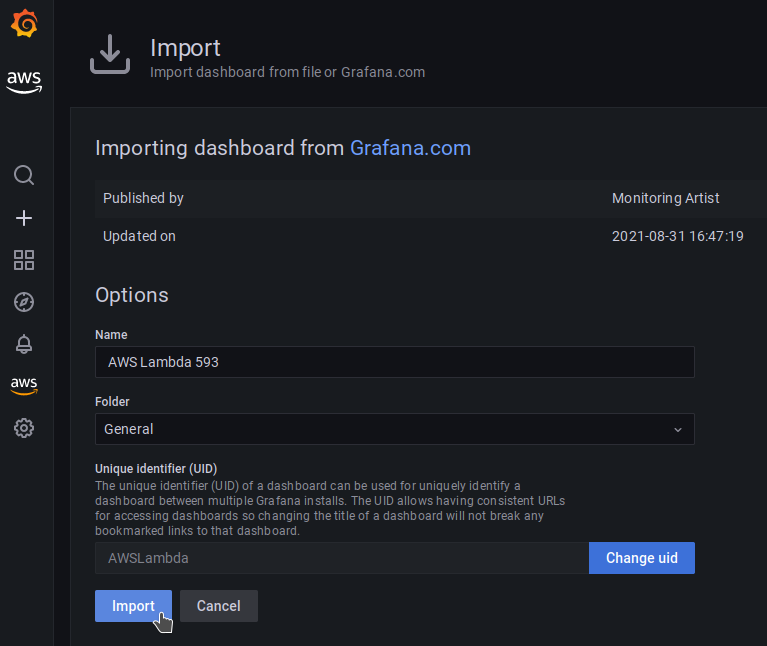 aws
Import
Import dashboard from file or Grafana.com
Importing dashboard from Grafana.com
Published by Monitoring Artist
Updated on 2021-08-31 16:47:19
Options
Name
AWS Lambda 593
Folder
General
aws
Unique identifier (UID)
The unique identifier (UID) of a dashboard can be used for uniquely identify a
dashboard between multiple Grafana installs. The UID allows having consistent URLs
for accessing dashboards so changing the title of a dashboard will not break any
bookmarked links to that dashboard.
AWSLambda Change uid
Import Cancel